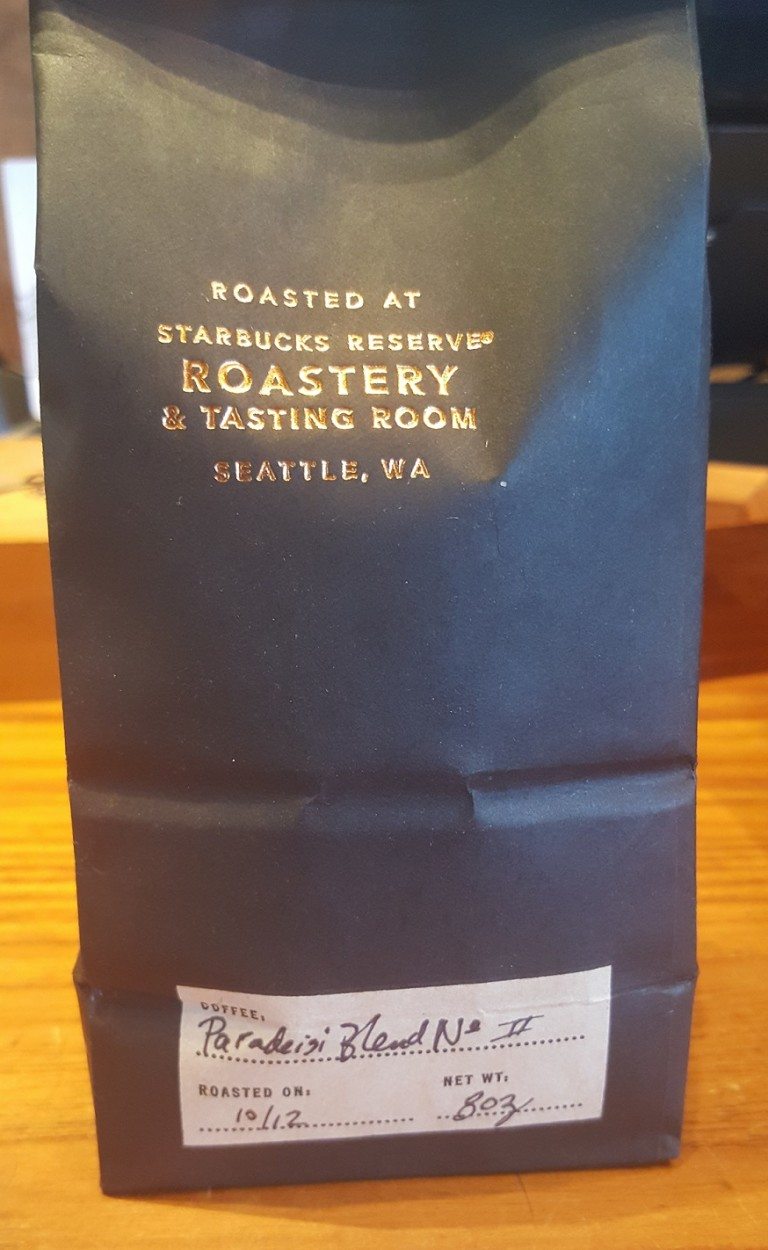 ROASTED AT
STARBUCKS RESERVE®
ROASTERY
& TASTING ROOM
SEATTLE, WA
COFFEE:
Paradeisi Blend Nº II
ROASTED ON: NET WT:
10/12 8oz